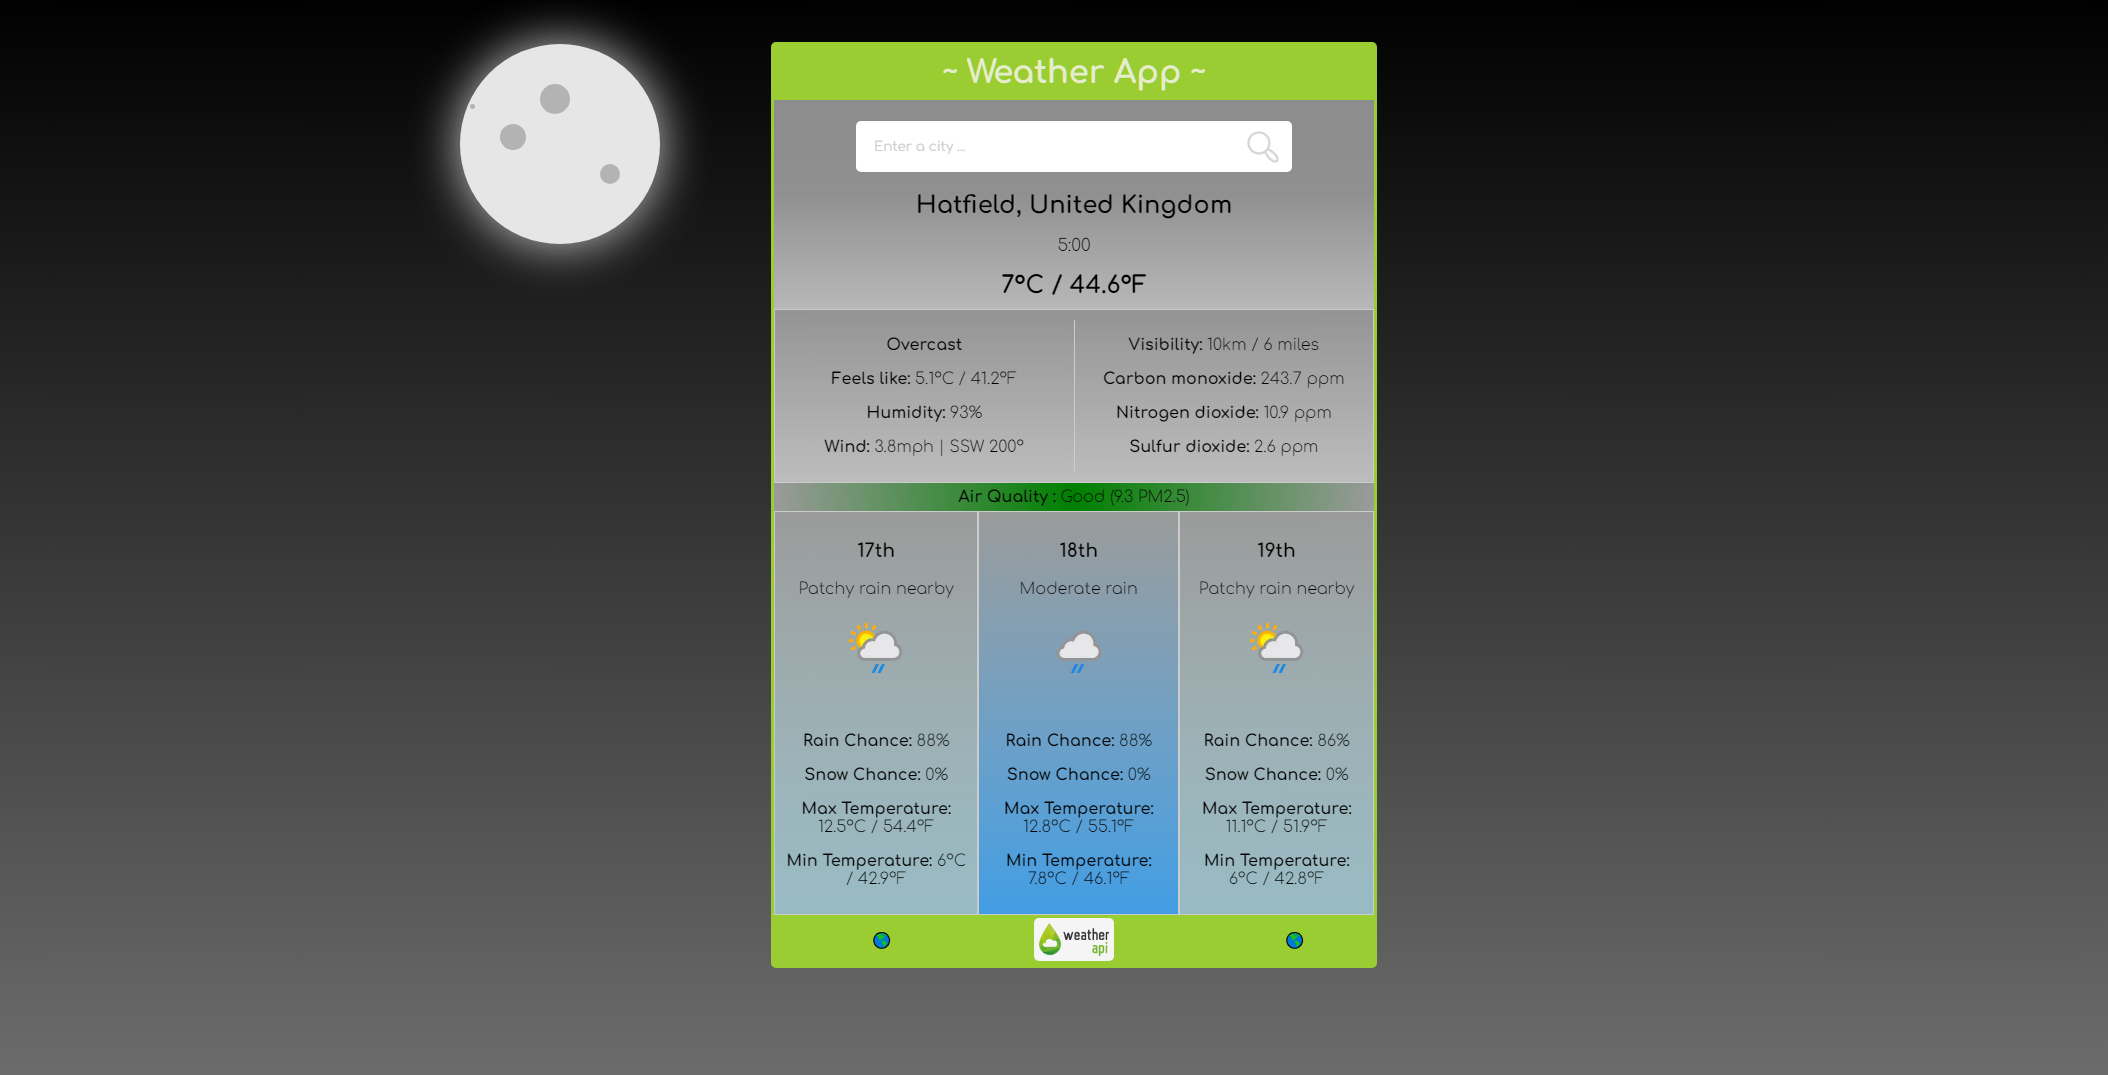 ~ Weather App ~
Enter a city ...
Hatfield, United Kingdom
5:00
7°C / 44.6°F
Overcast
Feels like: 5.1°C / 41.2°F
Humidity: 93%
Wind: 3.8mph | SSW 200°
Visibility: 10km / 6 miles
Carbon monoxide: 243.7 ppm
Nitrogen dioxide: 10.9 ppm
Sulfur dioxide: 2.6 ppm
Air Quality : Good (9.3 PM2.5)
17th
Patchy rain nearby
Rain Chance: 88%
Snow Chance: 0%
Max Temperature:
12.5°C / 54.4°F
Min Temperature: 6°C
/ 42.9°F
18th
Moderate rain
Rain Chance: 88%
Snow Chance: 0%
Max Temperature:
12.8°C / 55.1°F
Min Temperature:
7.8°C / 46.1°F
19th
Patchy rain nearby
Rain Chance: 86%
Snow Chance: 0%
Max Temperature:
11.1°C / 51.9°F
Min Temperature:
6°C / 42.8°F
weather
api